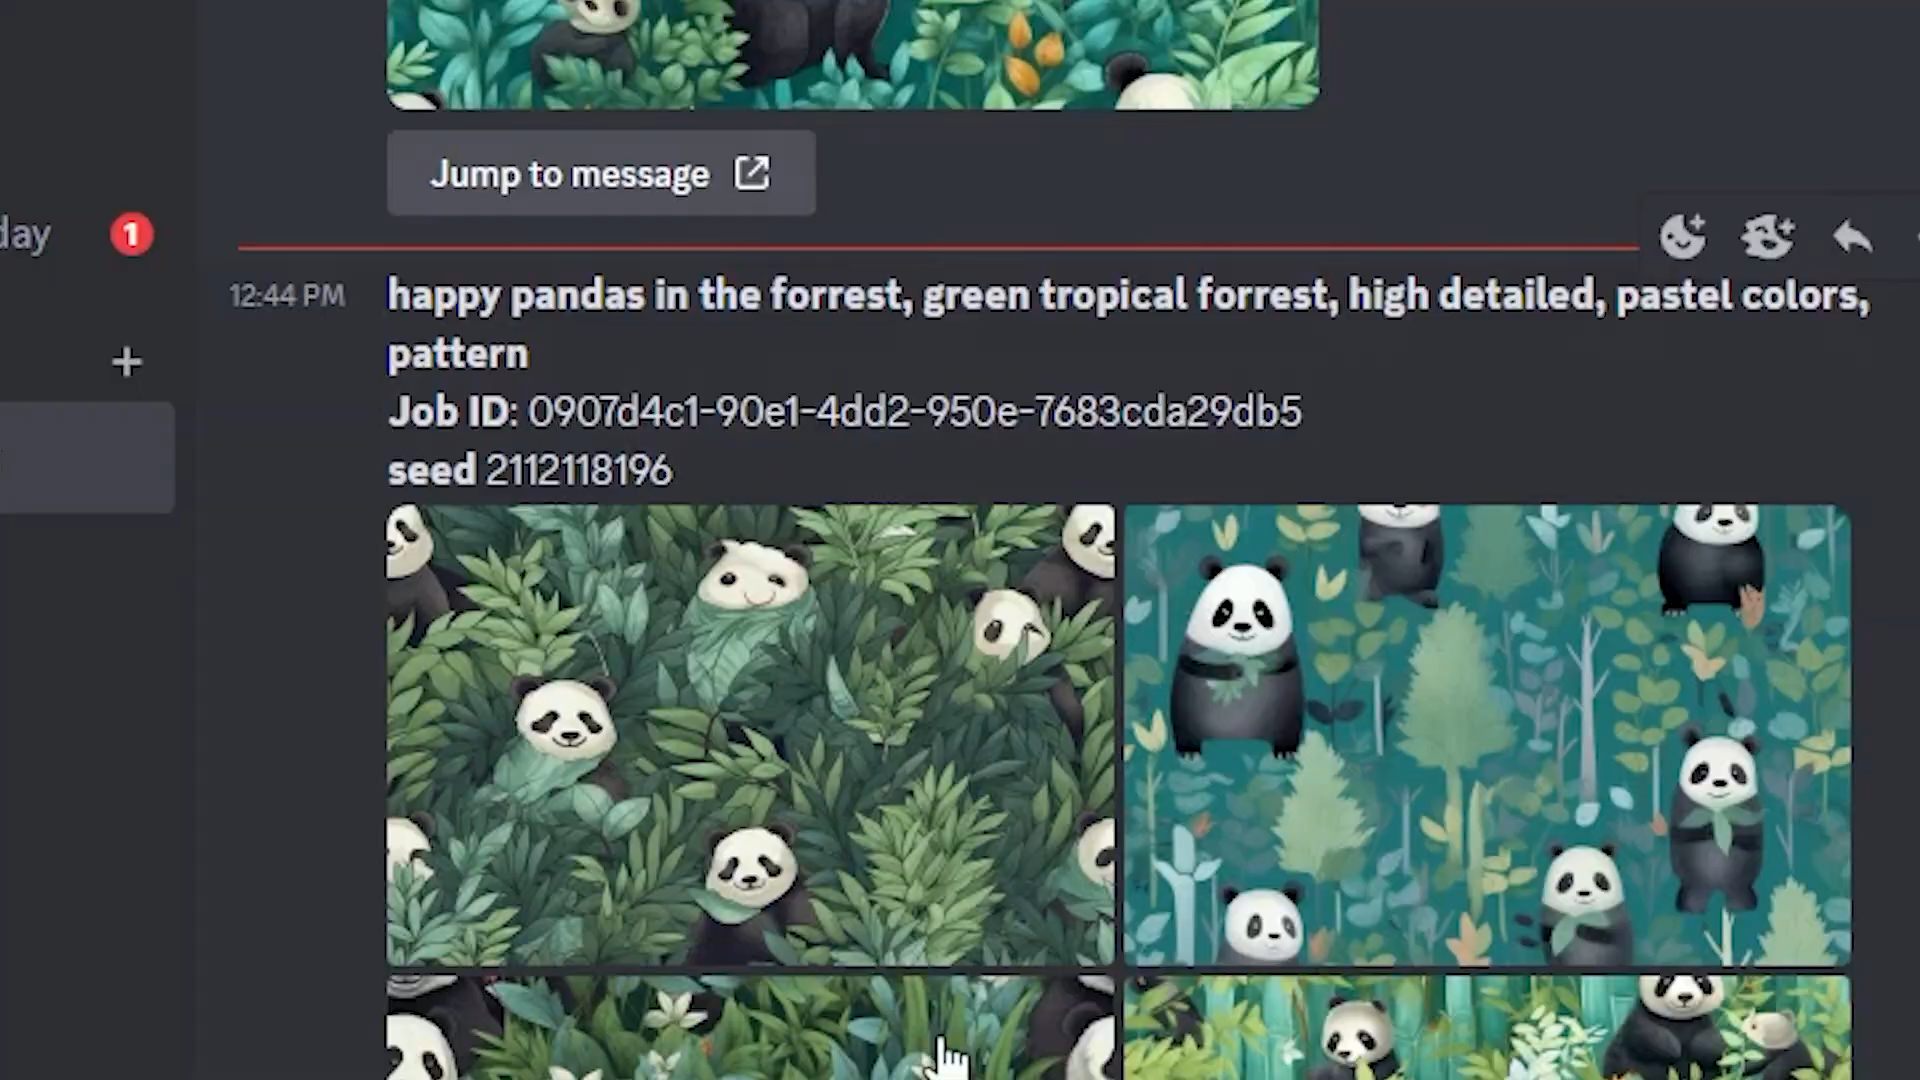 Jump to message
day
1
12:44 PM
happy pandas in the forrest, green tropical forrest, high detailed, pastel colors,
pattern
Job ID: 0907d4c1-90e1-4dd2-950e-7683cda29db5
seed 2112118196